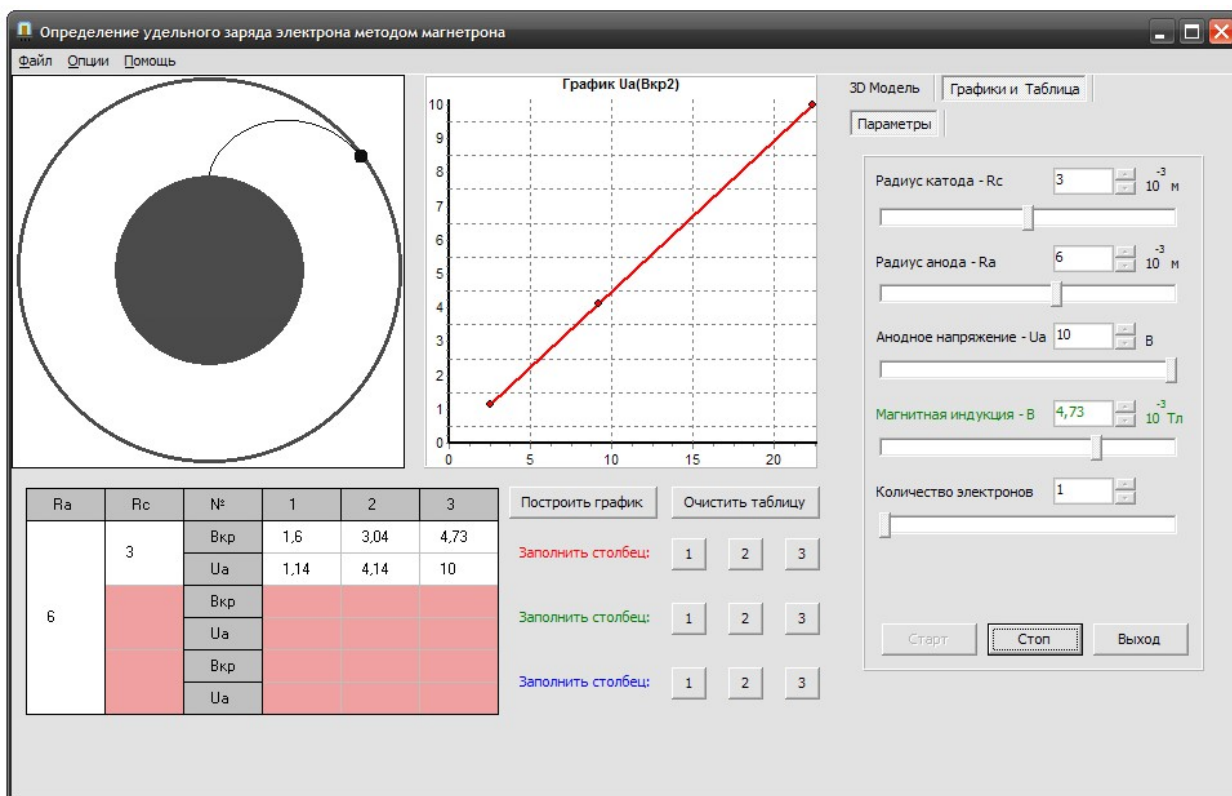 Определение удельного заряда электрона методом магнетрона
Файл Опции Помощь
График Ua(Bкр2)
10
9
8
7
6
5
4
3
2
1
0
0 5 10 15 20
3D Модель Графики и Таблица
Параметры
Радиус катода - Rc 3 10 -3 м
Радиус анода - Ra 6 10 -3 м
Анодное напряжение - Ua 10 В
Магнитная индукция - В 4,73 10 -3 Тл
Количество электронов 1
Старт Стоп Выход
Ra Rc № 1 2 3
6 3 Вкр 1,6 3,04 4,73
Ua 1,14 4,14 10
Вкр
Ua
Вкр
Ua
Построить график Очистить таблицу
Заполнить столбец: 1 2 3
Заполнить столбец: 1 2 3
Заполнить столбец: 1 2 3